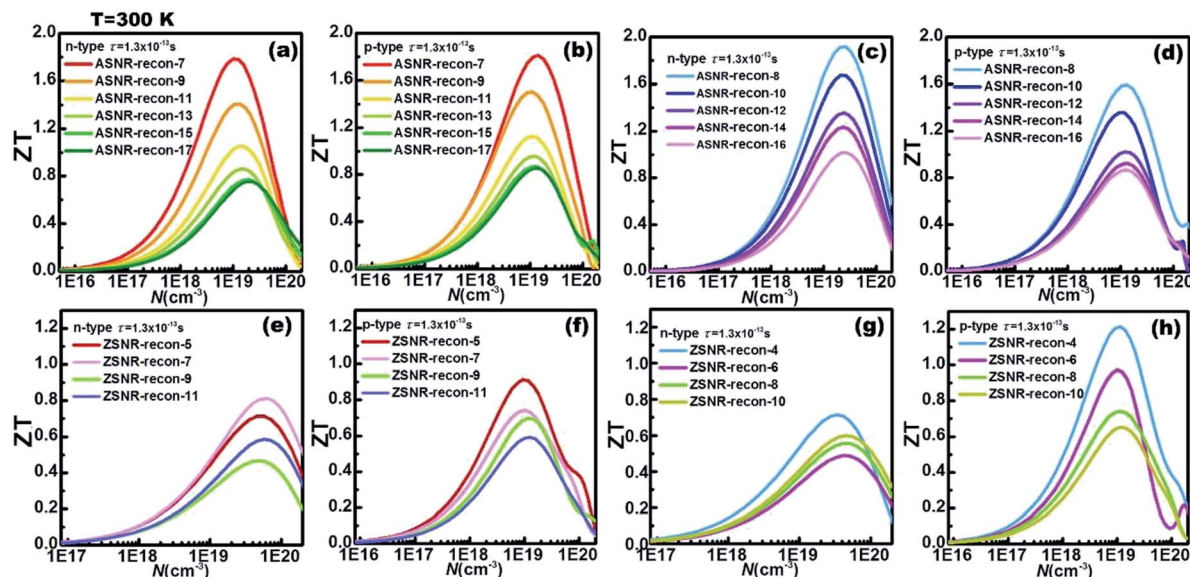 T=300 K
2.0
1.6
1.2
0.8
0.4
0.0
ZT
n-type τ=1.3x10⁻¹³s
(a)
ASNR-recon-7
ASNR-recon-9
ASNR-recon-11
ASNR-recon-13
ASNR-recon-15
ASNR-recon-17
1E16 1E17 1E18 1E19 1E20
N(cm⁻³)
2.0
1.6
1.2
0.8
0.4
0.0
ZT
p-type τ=1.3x10⁻¹³s
(b)
ASNR-recon-7
ASNR-recon-9
ASNR-recon-11
ASNR-recon-13
ASNR-recon-15
ASNR-recon-17
1E16 1E17 1E18 1E19 1E20
N(cm⁻³)
2.0
1.6
1.2
0.8
0.4
0.0
ZT
(c)
n-type τ=1.3x10⁻¹³s
ASNR-recon-8
ASNR-recon-10
ASNR-recon-12
ASNR-recon-14
ASNR-recon-16
1E16 1E17 1E18 1E19 1E20
N(cm⁻³)
2.0
1.6
1.2
0.8
0.4
0.0
ZT
p-type τ=1.3x10⁻¹³s
(d)
ASNR-recon-8
ASNR-recon-10
ASNR-recon-12
ASNR-recon-14
ASNR-recon-16
1E16 1E17 1E18 1E19 1E20
N(cm⁻³)
1.2
1.0
0.8
0.6
0.4
0.2
0.0
ZT
n-type τ=1.3x10⁻¹³s
(e)
ZSNR-recon-5
ZSNR-recon-7
ZSNR-recon-9
ZSNR-recon-11
1E17 1E18 1E19 1E20
N(cm⁻³)
1.2
1.0
0.8
0.6
0.4
0.2
0.0
ZT
p-type τ=1.3x10⁻¹³s
(f)
ZSNR-recon-5
ZSNR-recon-7
ZSNR-recon-9
ZSNR-recon-11
1E16 1E17 1E18 1E19 1E20
N(cm⁻³)
1.2
1.0
0.8
0.6
0.4
0.2
0.0
ZT
n-type τ=1.3x10⁻¹³s
(g)
ZSNR-recon-4
ZSNR-recon-6
ZSNR-recon-8
ZSNR-recon-10
1E17 1E18 1E19 1E20
N(cm⁻³)
1.2
1.0
0.8
0.6
0.4
0.2
0.0
ZT
p-type τ=1.3x10⁻¹³s
(h)
ZSNR-recon-4
ZSNR-recon-6
ZSNR-recon-8
ZSNR-recon-10
1E16 1E17 1E18 1E19 1E20
N(cm⁻³)